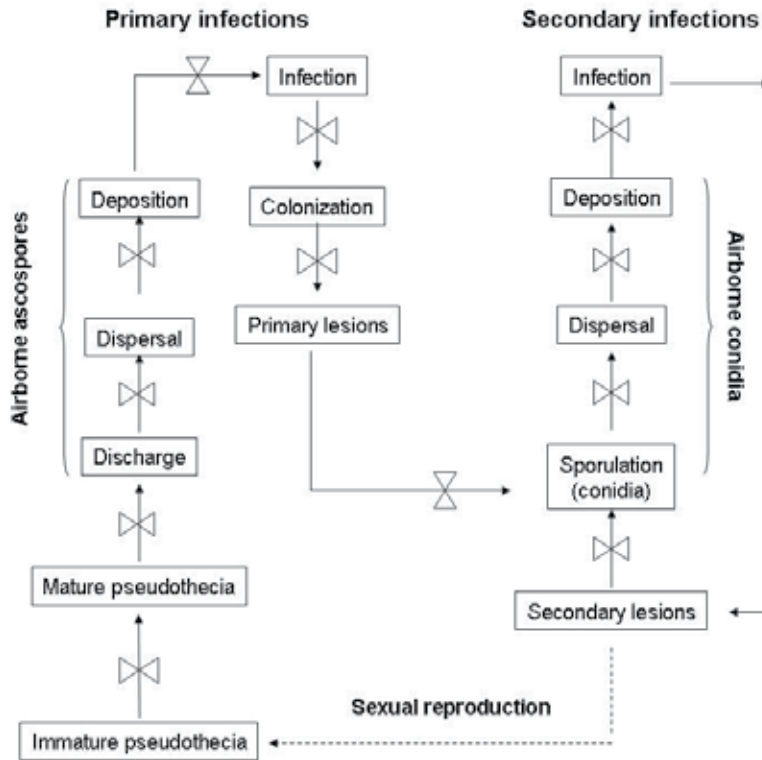 Primary infections
Secondary infections
Infection
Infection
Deposition
Colonization
Deposition
Airborne ascospores
Airborne conidia
Dispersal
Primary lesions
Dispersal
Discharge
Sporulation
(conidia)
Mature pseudothecia
Secondary lesions
Sexual reproduction
Immature pseudothecia